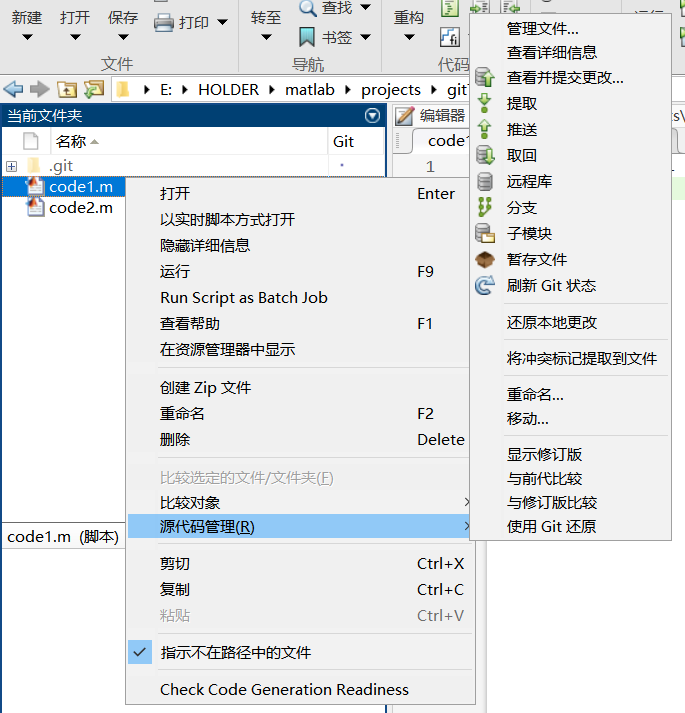 新建 打开 保存 打印 转至 查找 书签 重构
文件 导航 代码
E: HOLDER matlab projects git
当前文件夹
名称 Git
.git
code1.m
code2.m
编辑器
code1
1
打开 Enter
以实时脚本方式打开
隐藏详细信息
运行 F9
Run Script as Batch Job
查看帮助 F1
在资源管理器中显示
创建 Zip 文件
重命名 F2
删除 Delete
比较选定的文件/文件夹(F)
比较对象
源代码管理(R)
剪切 Ctrl+X
复制 Ctrl+C
粘贴 Ctrl+V
指示不在路径中的文件
Check Code Generation Readiness
管理文件...
查看详细信息
查看并提交更改...
提取
推送
取回
远程库
分支
子模块
暂存文件
刷新 Git 状态
还原本地更改
将冲突标记提取到文件
重命名...
移动...
显示修订版
与前代比较
与修订版比较
使用 Git 还原
code1.m (脚本)